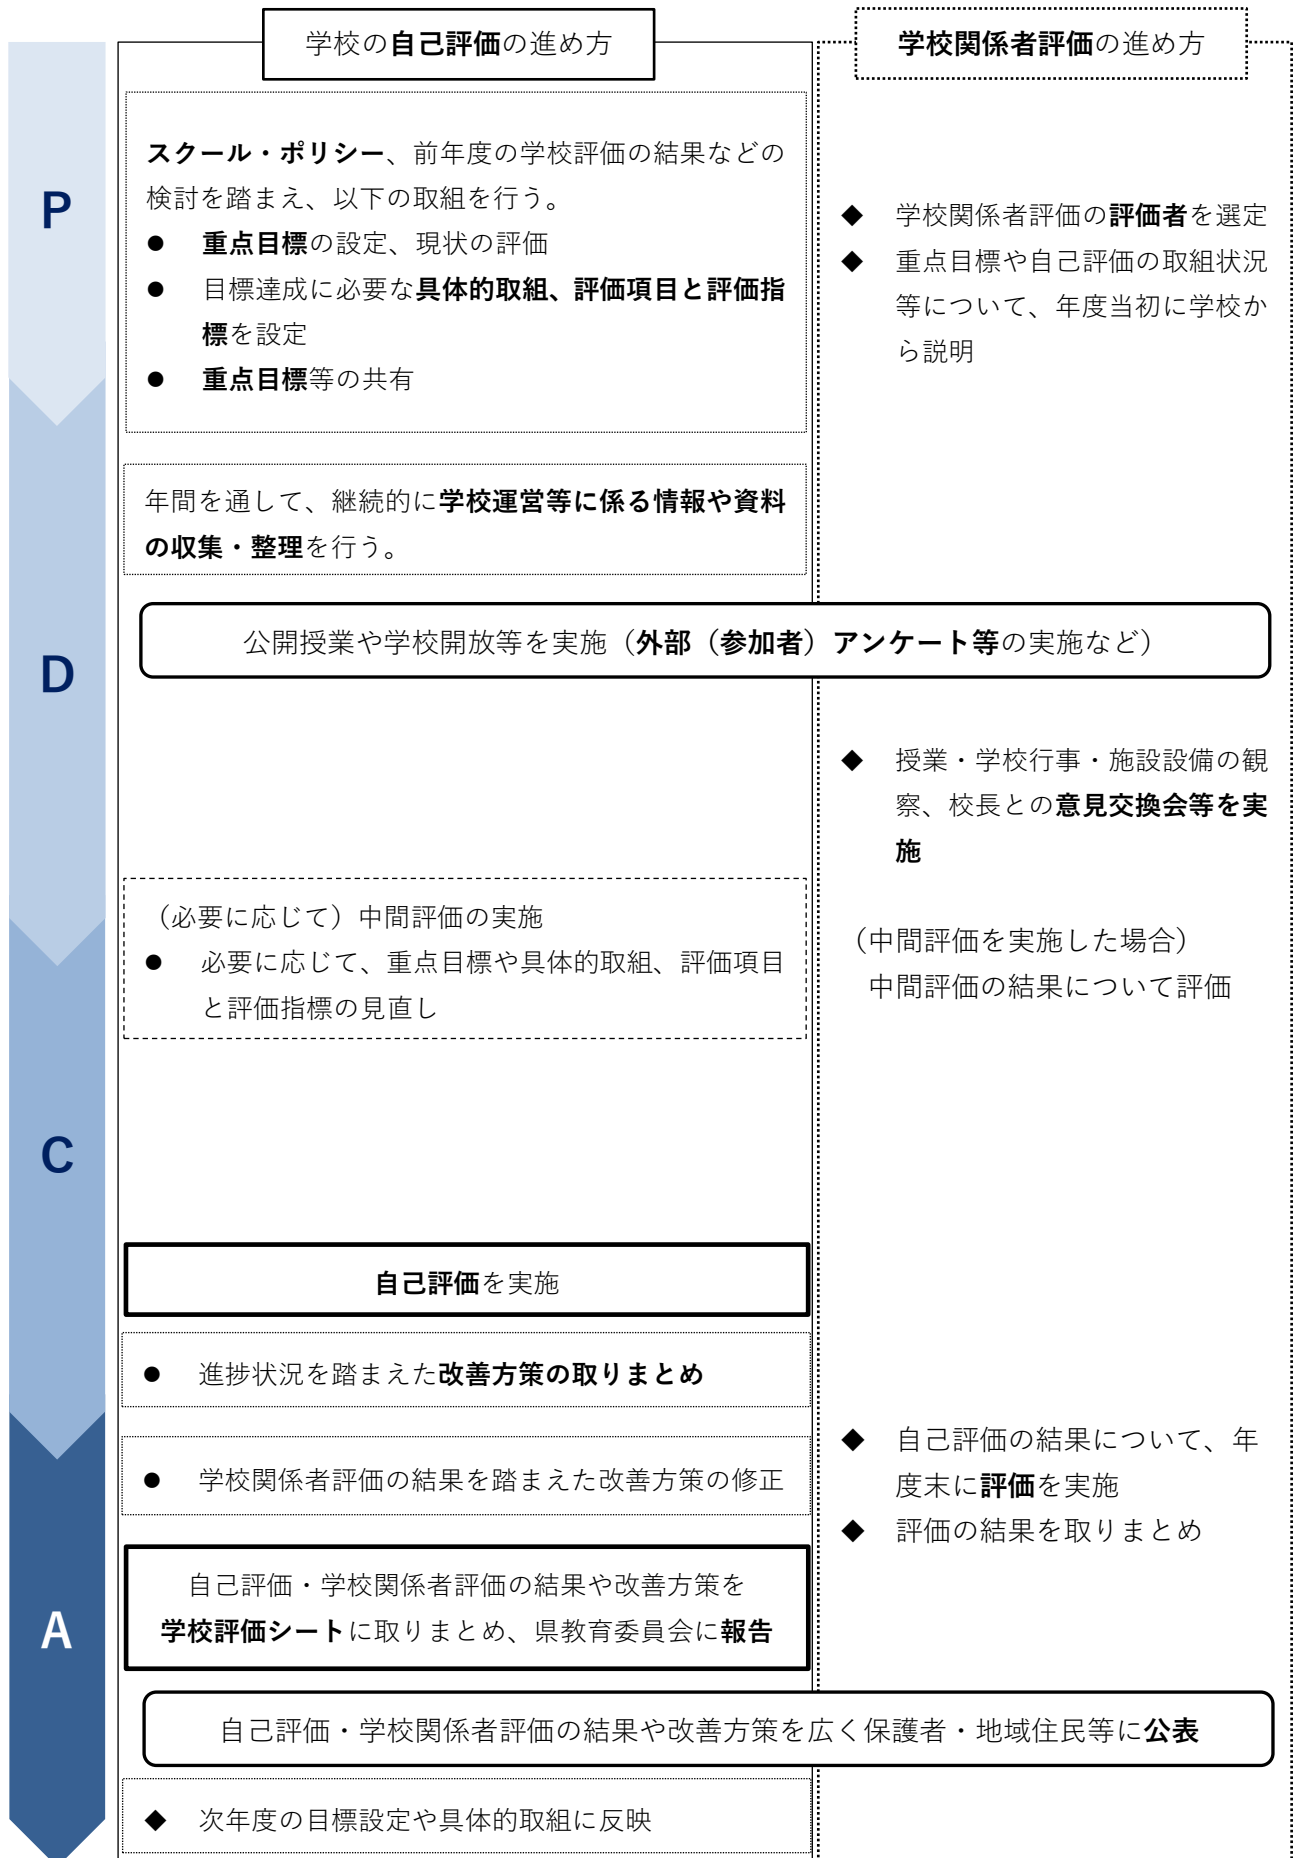 学校の自己評価の進め方
学校関係者評価の進め方
P
スクール・ポリシー、前年度の学校評価の結果などの
検討を踏まえ、以下の取組を行う。
● 重点目標の設定、現状の評価
● 目標達成に必要な具体的取組、評価項目と評価指
標を設定
● 重点目標等の共有
◆ 学校関係者評価の評価者を選定
◆ 重点目標や自己評価の取組状況
等について、年度当初に学校か
ら説明
D
年間を通して、継続的に学校運営等に係る情報や資料
の収集・整理を行う。
公開授業や学校開放等を実施（外部（参加者）アンケート等の実施など）
◆ 授業・学校行事・施設設備の観
察、校長との意見交換会等を実
施
C
（必要に応じて）中間評価の実施
● 必要に応じて、重点目標や具体的取組、評価項目
と評価指標の見直し
（中間評価を実施した場合）
中間評価の結果について評価
自己評価を実施
● 進捗状況を踏まえた改善方策の取りまとめ
A
● 学校関係者評価の結果を踏まえた改善方策の修正
◆ 自己評価の結果について、年
度末に評価を実施
◆ 評価の結果を取りまとめ
自己評価・学校関係者評価の結果や改善方策を
学校評価シートに取りまとめ、県教育委員会に報告
自己評価・学校関係者評価の結果や改善方策を広く保護者・地域住民等に公表
◆ 次年度の目標設定や具体的取組に反映